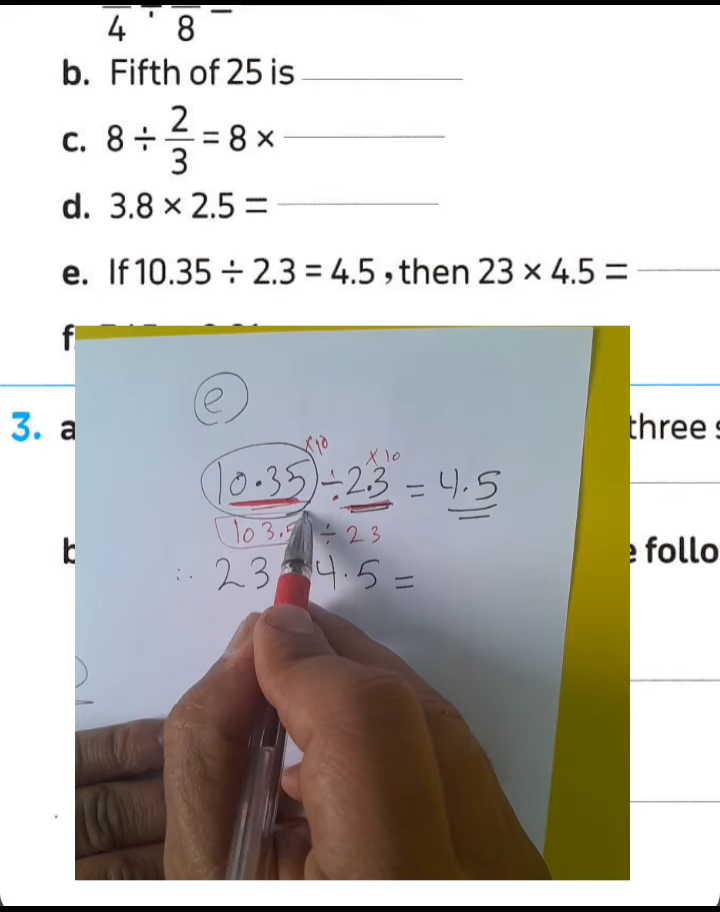 4 ÷ 8 =
b. Fifth of 25 is
c. 8 ÷ 2/3 = 8 ×
d. 3.8 × 2.5 =
e. If 10.35 ÷ 2.3 = 4.5 , then 23 × 4.5 =
f.
e
×10 ×10
10.35 ÷ 2.3 = 4.5
103.5 ÷ 23
∴ 23 4.5 =
3. a three
b follo